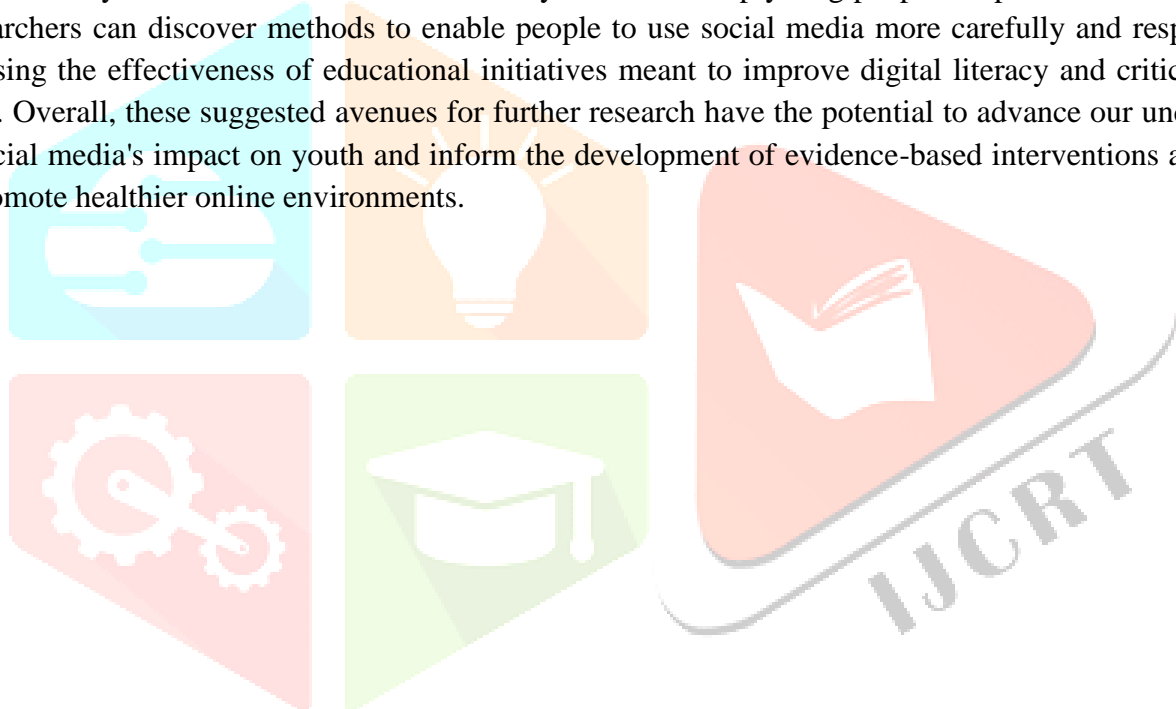 archers can discover methods to enable people to use social media more carefully and resp
sing the effectiveness of educational initiatives meant to improve digital literacy and critic
. Overall, these suggested avenues for further research have the potential to advance our und
cial media's impact on youth and inform the development of evidence-based interventions a
omote healthier online environments.
IJCRT